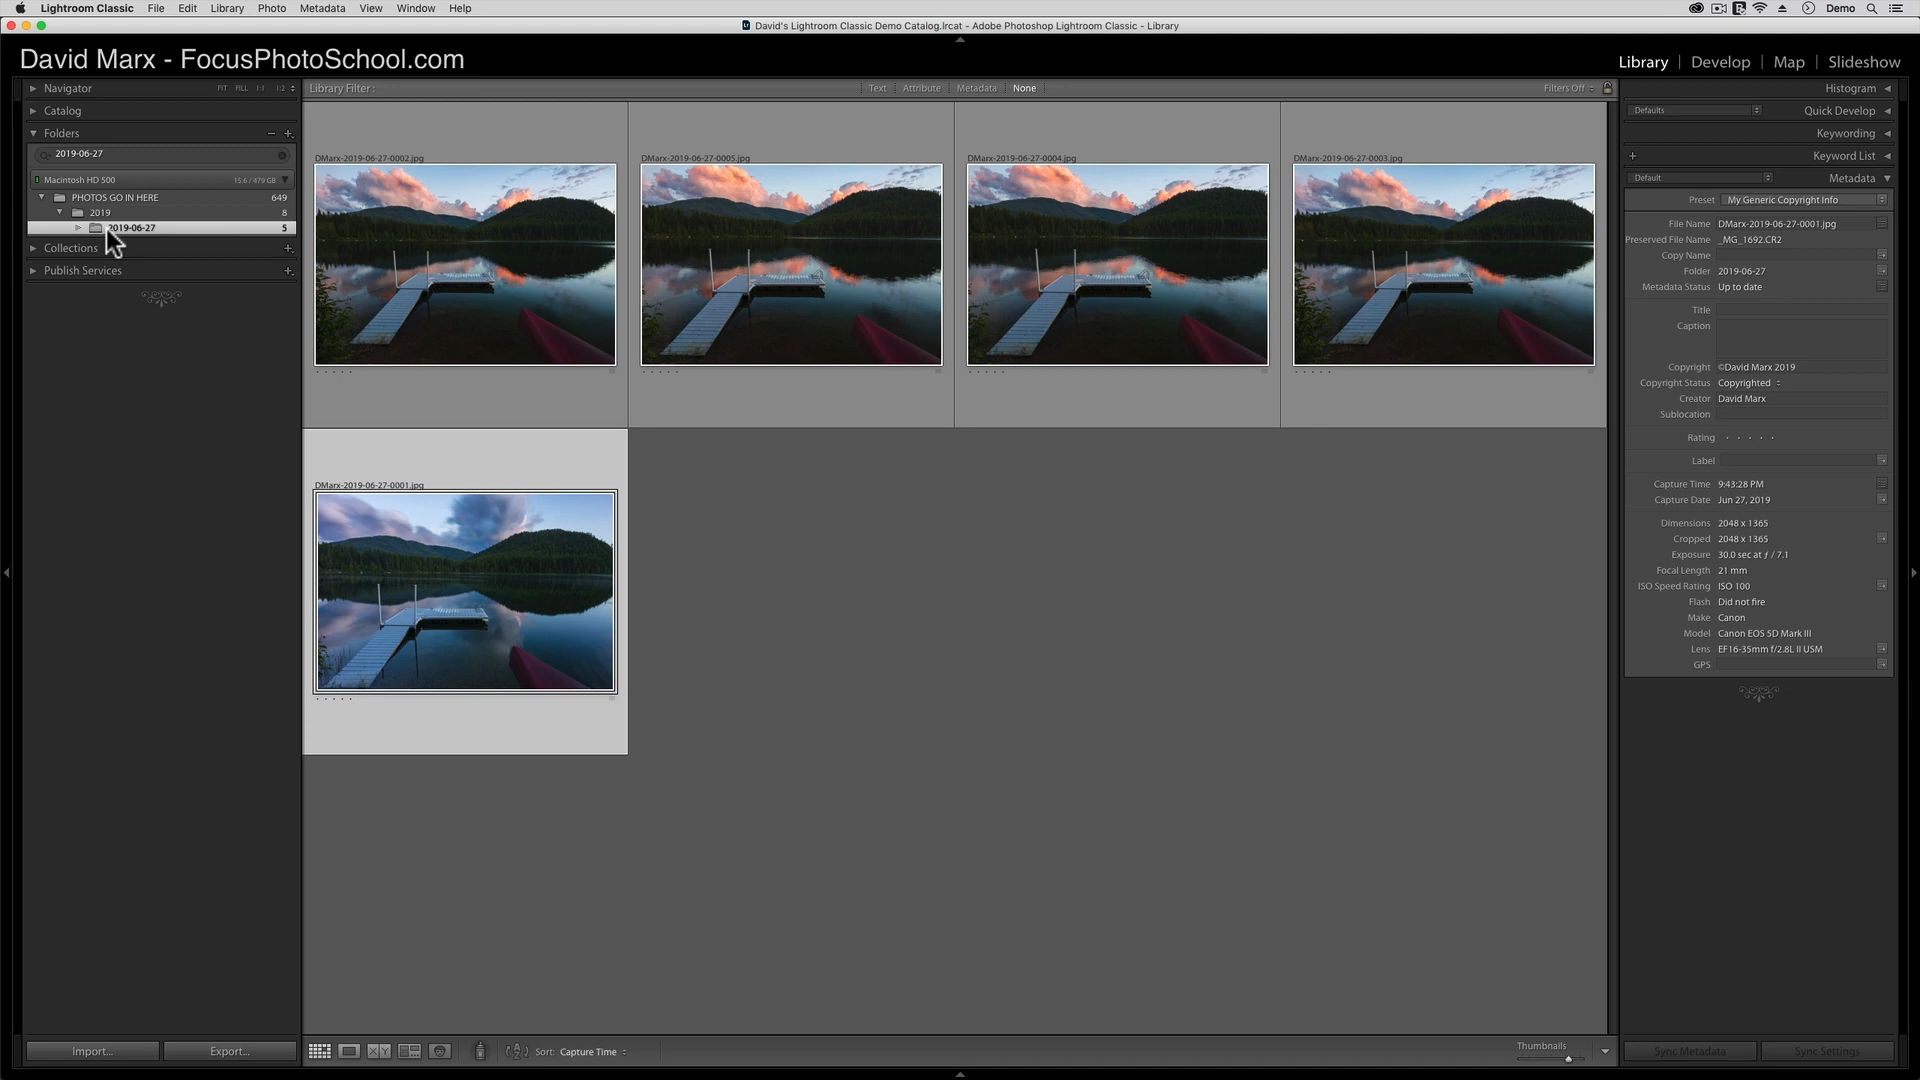 Lightroom Classic File Edit Library Photo Metadata View Window Help Demo
David's Lightroom Classic Demo Catalog.lrcat - Adobe Photoshop Lightroom Classic - Library
David Marx - FocusPhotoSchool.com
Library | Develop | Map | Slideshow
Navigator FIT FILL 1:1 1:2
Catalog
Folders
2019-06-27
Macintosh HD 500 15.6 / 479 GB
PHOTOS GO IN HERE 649
2019 8
2019-06-27 5
Collections
Publish Services
Import...
Export...
Library Filter : Text Attribute Metadata None Filters Off
DMarx-2019-06-27-0002.jpg
DMarx-2019-06-27-0005.jpg
DMarx-2019-06-27-0004.jpg
DMarx-2019-06-27-0003.jpg
DMarx-2019-06-27-0001.jpg
XY
Sort: Capture Time
Thumbnails
Histogram
Defaults Quick Develop
Keywording
Keyword List
Default Metadata
Preset My Generic Copyright Info
File Name DMarx-2019-06-27-0001.jpg
Preserved File Name _MG_1692.CR2
Copy Name
Folder 2019-06-27
Metadata Status Up to date
Title
Caption
Copyright ©David Marx 2019
Copyright Status Copyrighted
Creator David Marx
Sublocation
Rating
Label
Capture Time 9:43:28 PM
Capture Date Jun 27, 2019
Dimensions 2048 x 1365
Cropped 2048 x 1365
Exposure 30.0 sec at ƒ / 7.1
Focal Length 21 mm
ISO Speed Rating ISO 100
Flash Did not fire
Make Canon
Model Canon EOS 5D Mark III
Lens EF16-35mm f/2.8L II USM
GPS
Sync Metadata
Sync Settings